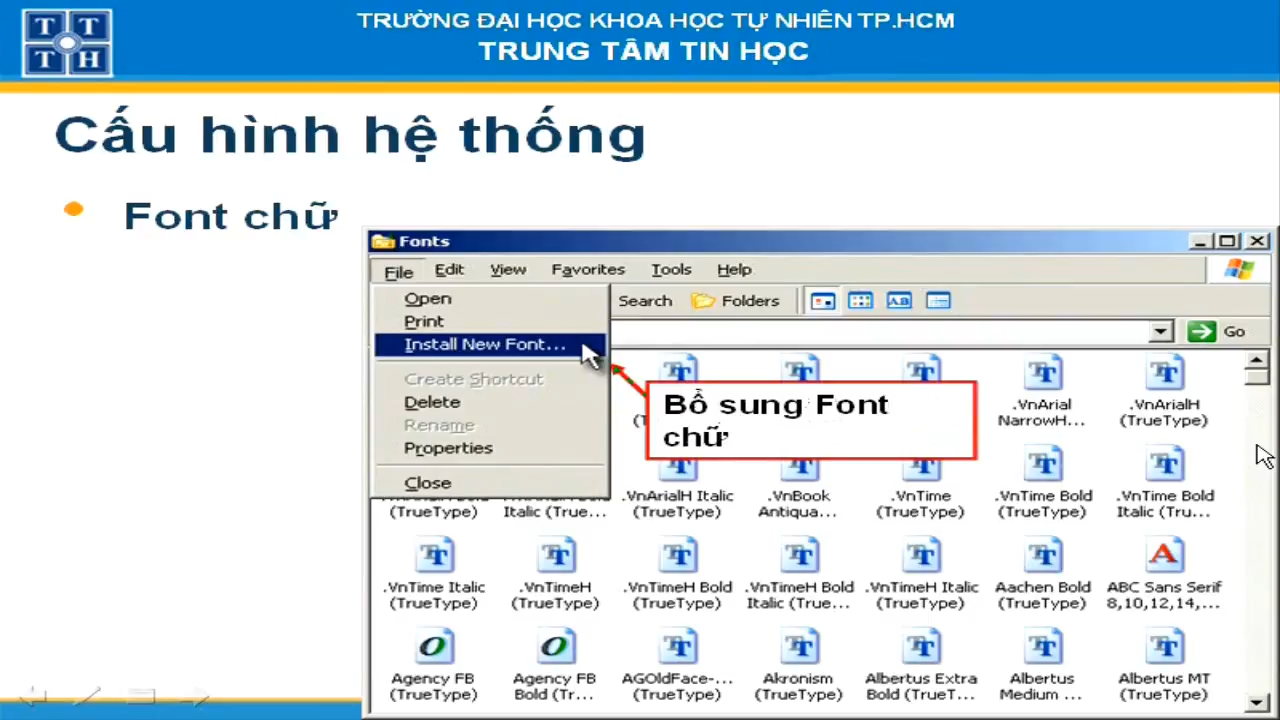 T T
T H
TRƯỜNG ĐẠI HỌC KHOA HỌC TỰ NHIÊN TP.HCM
TRUNG TÂM TIN HỌC
Cấu hình hệ thống
Font chữ
Fonts
File Edit View Favorites Tools Help
Search Folders
Go
Open
Print
Install New Font...
Create Shortcut
Delete
Rename
Properties
Close
Bổ sung Font
chữ
.VnArial .VnArialH
NarrowH... (TrueType)
.VnArialH Italic .VnBook .VnTime .VnTime Bold .VnTime Bold
(TrueType) Italic (True... (TrueType) Antiqua... (TrueType) (TrueType) Italic (Tru...
.VnTime Italic .VnTimeH .VnTimeH Bold .VnTimeH Bold .VnTimeH Italic Aachen Bold ABC Sans Serif
(TrueType) (TrueType) (TrueType) Italic (True... (TrueType) (TrueType) 8,10,12,14,...
Agency FB Agency FB AGOldFace-... Akronism Albertus Extra Albertus Albertus MT
(TrueType) Bold (Tr... (TrueType) (TrueType) Bold (TrueT... Medium ... (TrueType)